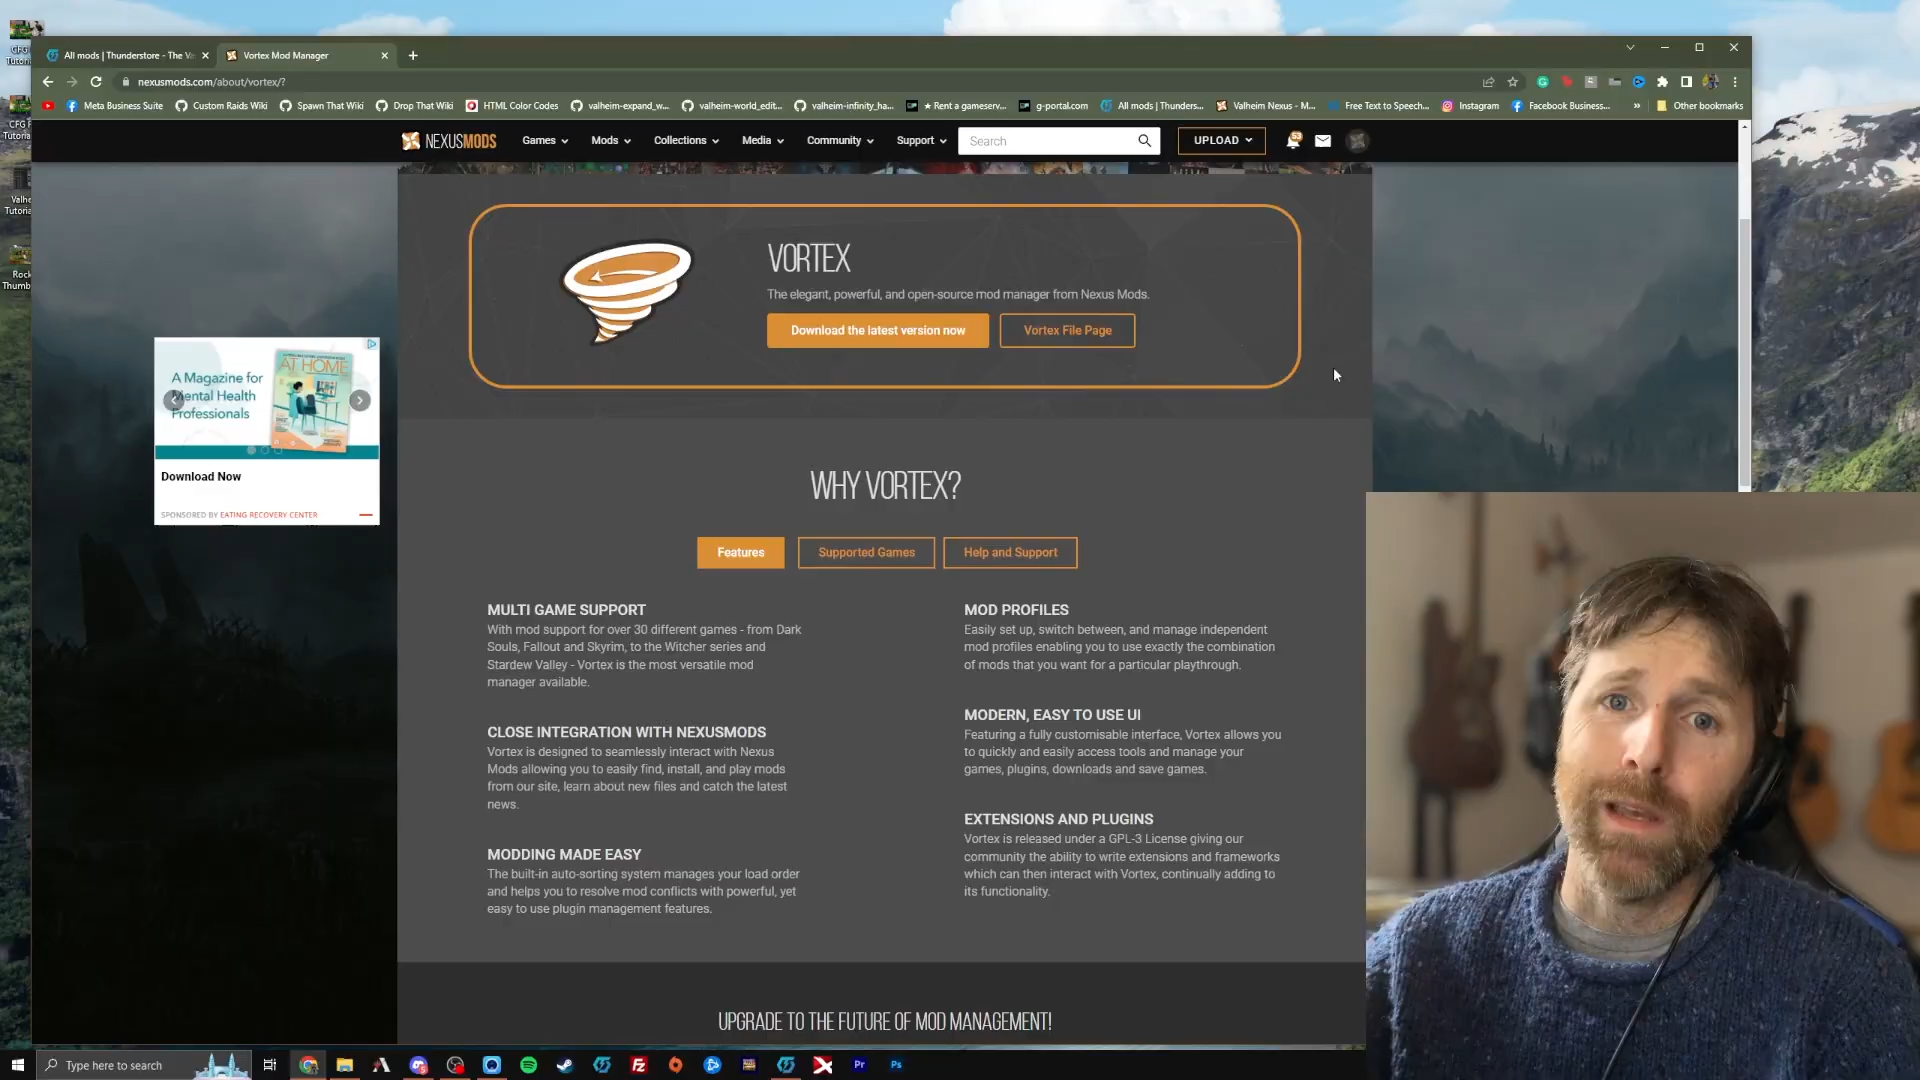 CFG
Tutori
CFG F
Tutoria
Valhe
Tutoria
Rock
Thumb
All mods | Thunderstore - The V
Vortex Mod Manager
nexusmods.com/about/vortex/?
Meta Business Suite
Custom Raids Wiki
Spawn That Wiki
Drop That Wiki
HTML Color Codes
valheim-expand_w...
valheim-world_edit...
valheim-infinity_ha...
★ Rent a gameserv...
g-portal.com
All mods | Thunders...
Valheim Nexus - M...
Free Text to Speech...
Instagram
Facebook Business...
»
Other bookmarks
NEXUSMODS
Games
Mods
Collections
Media
Community
Support
Search
UPLOAD
53
VORTEX
The elegant, powerful, and open-source mod manager from Nexus Mods.
Download the latest version now
Vortex File Page
A Magazine for
Mental Health
Professionals
AT HOME
Download Now
SPONSORED BY EATING RECOVERY CENTER
WHY VORTEX?
Features
Supported Games
Help and Support
MULTI GAME SUPPORT
With mod support for over 30 different games - from Dark
Souls, Fallout and Skyrim, to the Witcher series and
Stardew Valley - Vortex is the most versatile mod
manager available.
CLOSE INTEGRATION WITH NEXUSMODS
Vortex is designed to seamlessly interact with Nexus
Mods allowing you to easily find, install, and play mods
from our site, learn about new files and catch the latest
news.
MODDING MADE EASY
The built-in auto-sorting system manages your load order
and helps you to resolve mod conflicts with powerful, yet
easy to use plugin management features.
MOD PROFILES
Easily set up, switch between, and manage independent
mod profiles enabling you to use exactly the combination
of mods that you want for a particular playthrough.
MODERN, EASY TO USE UI
Featuring a fully customisable interface, Vortex allows you
to quickly and easily access tools and manage your
games, plugins, downloads and save games.
EXTENSIONS AND PLUGINS
Vortex is released under a GPL-3 License giving our
community the ability to write extensions and frameworks
which can then interact with Vortex, continually adding to
its functionality.
UPGRADE TO THE FUTURE OF MOD MANAGEMENT!
Type here to search
Fz
Pr
Ps